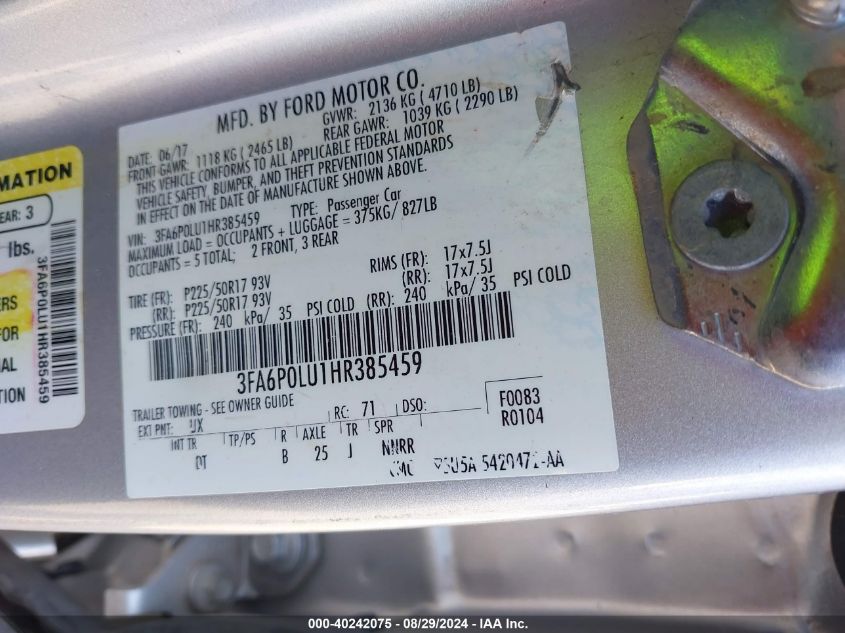 MFD. BY FORD MOTOR CO.
DATE: 06/17 GVWR: 2136 KG ( 4710 LB)
FRONT GAWR: 1118 KG ( 2465 LB) REAR GAWR: 1039 KG ( 2290 LB)
THIS VEHICLE CONFORMS TO ALL APPLICABLE FEDERAL MOTOR
VEHICLE SAFETY, BUMPER, AND THEFT PREVENTION STANDARDS
IN EFFECT ON THE DATE OF MANUFACTURE SHOWN ABOVE.
VIN: 3FA6P0LU1HR385459 TYPE: Passenger Car
MAXIMUM LOAD = OCCUPANTS + LUGGAGE = 375KG/ 827LB
OCCUPANTS = 5 TOTAL; 2 FRONT, 3 REAR
TIRE (FR): P225/50R17 93V RIMS (FR): 17x7.5J
(RR): P225/50R17 93V (RR): 17x7.5J
PRESSURE (FR): 240 kPa/ 35 PSI COLD (RR): 240 kPa/ 35 PSI COLD
3FA6P0LU1HR385459
TRAILER TOWING - SEE OWNER GUIDE
EXT PNT: UX RC: 71 DSO: F0083
R0104
INT TR TP/PS R AXLE TR SPR
DT B 25 J NNRR
5420472-AA
MATION
EAR: 3
lbs.
3FA6P0LU1HR385459
ERS
FOR
AL
TION
000-40242075 - 08/29/2024 - IAA Inc.